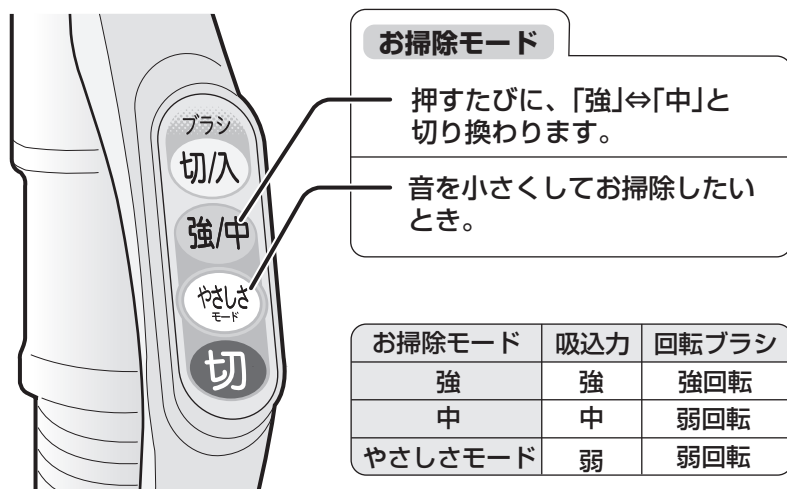 お掃除モード
押すたびに、「強」⇔「中」と
切り換わります。
音を小さくしてお掃除したい
とき。
ブラシ
切/入
強/中
やさしさ
モード
切
お掃除モード 吸込力 回転ブラシ
強 強 強回転
中 中 弱回転
やさしさモード 弱 弱回転